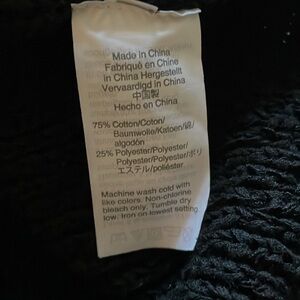 Made in China
Fabriqué en Chine
in China Hergestellt
Vervaardigd in China
中国製
Hecho en China
75% Cotton/Coton/
Baumwolle/Katoen/綿/
algodón
25% Polyester/Polyester/
Polyester/Polyester/ポリ
エステル/poliéster
Machine wash cold with
like colors. Non-chlorine
bleach only. Tumble dry
low. Iron on lowest setting